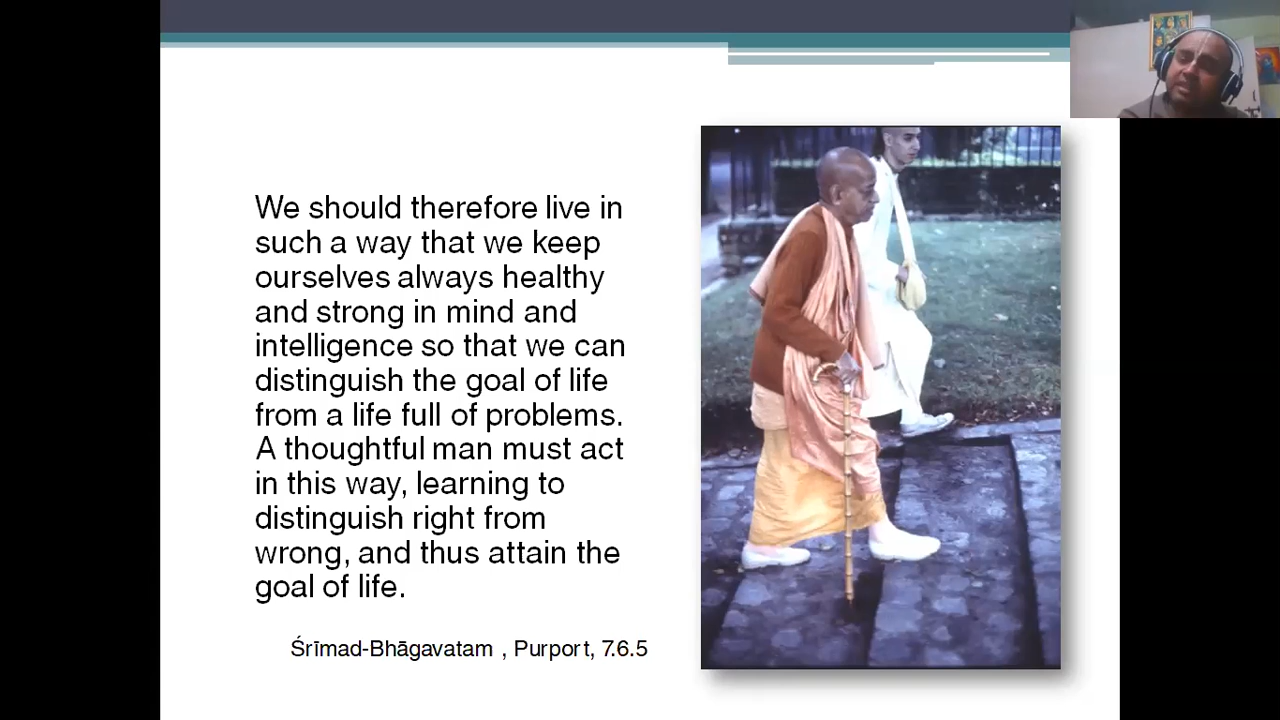 We should therefore live in
such a way that we keep
ourselves always healthy
and strong in mind and
intelligence so that we can
distinguish the goal of life
from a life full of problems.
A thoughtful man must act
in this way, learning to
distinguish right from
wrong, and thus attain the
goal of life.
Śrīmad-Bhāgavatam , Purport, 7.6.5